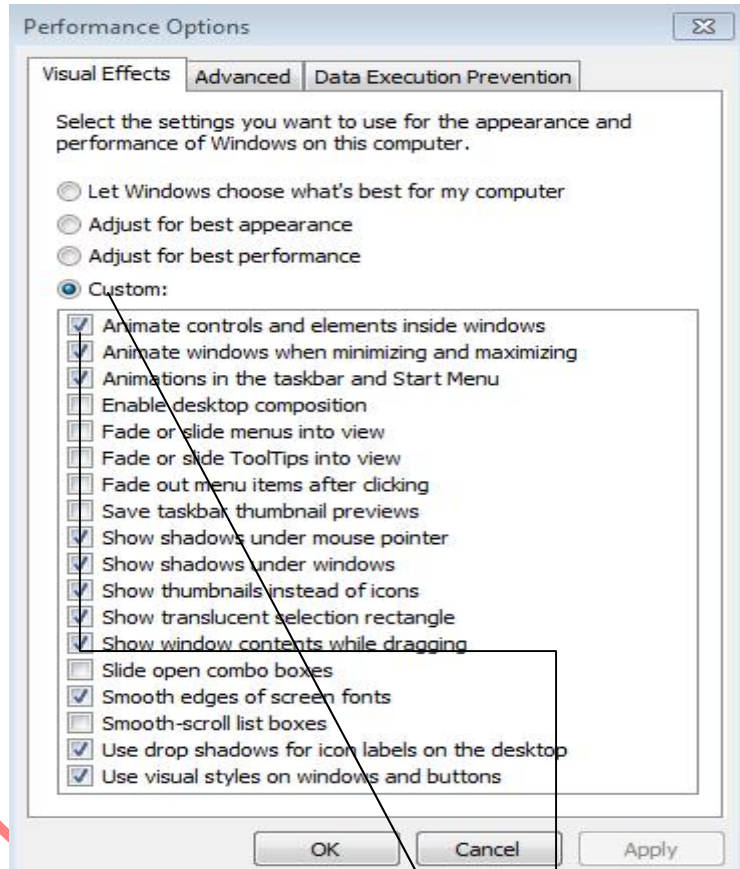 Performance Options
Visual Effects Advanced Data Execution Prevention
Select the settings you want to use for the appearance and
performance of Windows on this computer.
Let Windows choose what's best for my computer
Adjust for best appearance
Adjust for best performance
Custom:
Animate controls and elements inside windows
Animate windows when minimizing and maximizing
Animations in the taskbar and Start Menu
Enable desktop composition
Fade or slide menus into view
Fade or slide ToolTips into view
Fade out menu items after clicking
Save taskbar thumbnail previews
Show shadows under mouse pointer
Show shadows under windows
Show thumbnails instead of icons
Show translucent selection rectangle
Show window contents while dragging
Slide open combo boxes
Smooth edges of screen fonts
Smooth-scroll list boxes
Use drop shadows for icon labels on the desktop
Use visual styles on windows and buttons
OK Cancel Apply